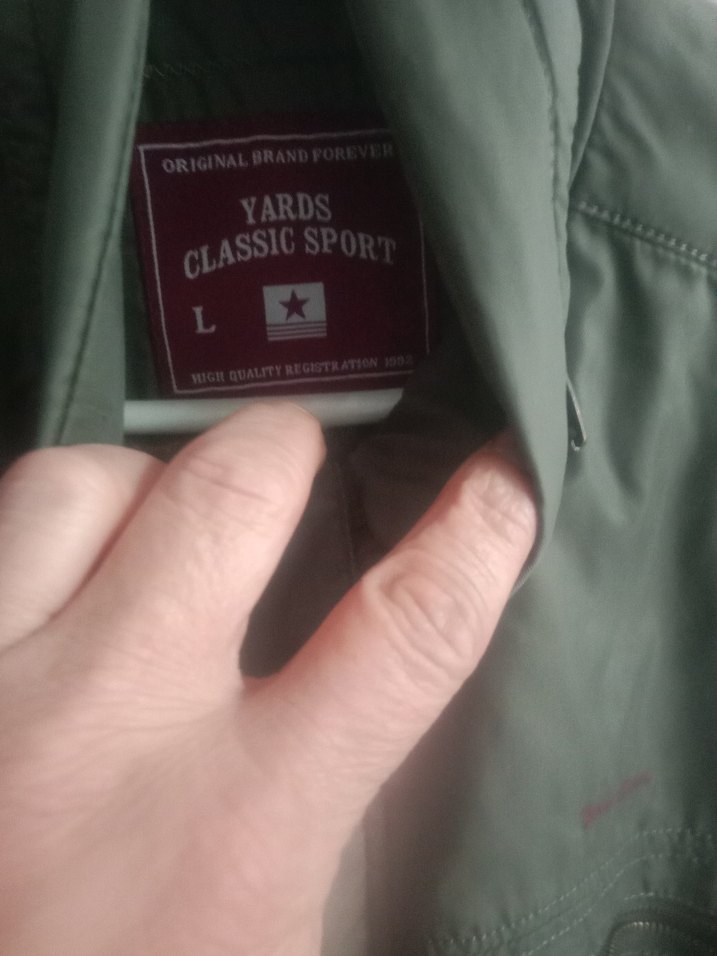 ORIGINAL BRAND FOREVER
YARDS
CLASSIC SPORT
L
HIGH QUALITY REGISTRATION 1992